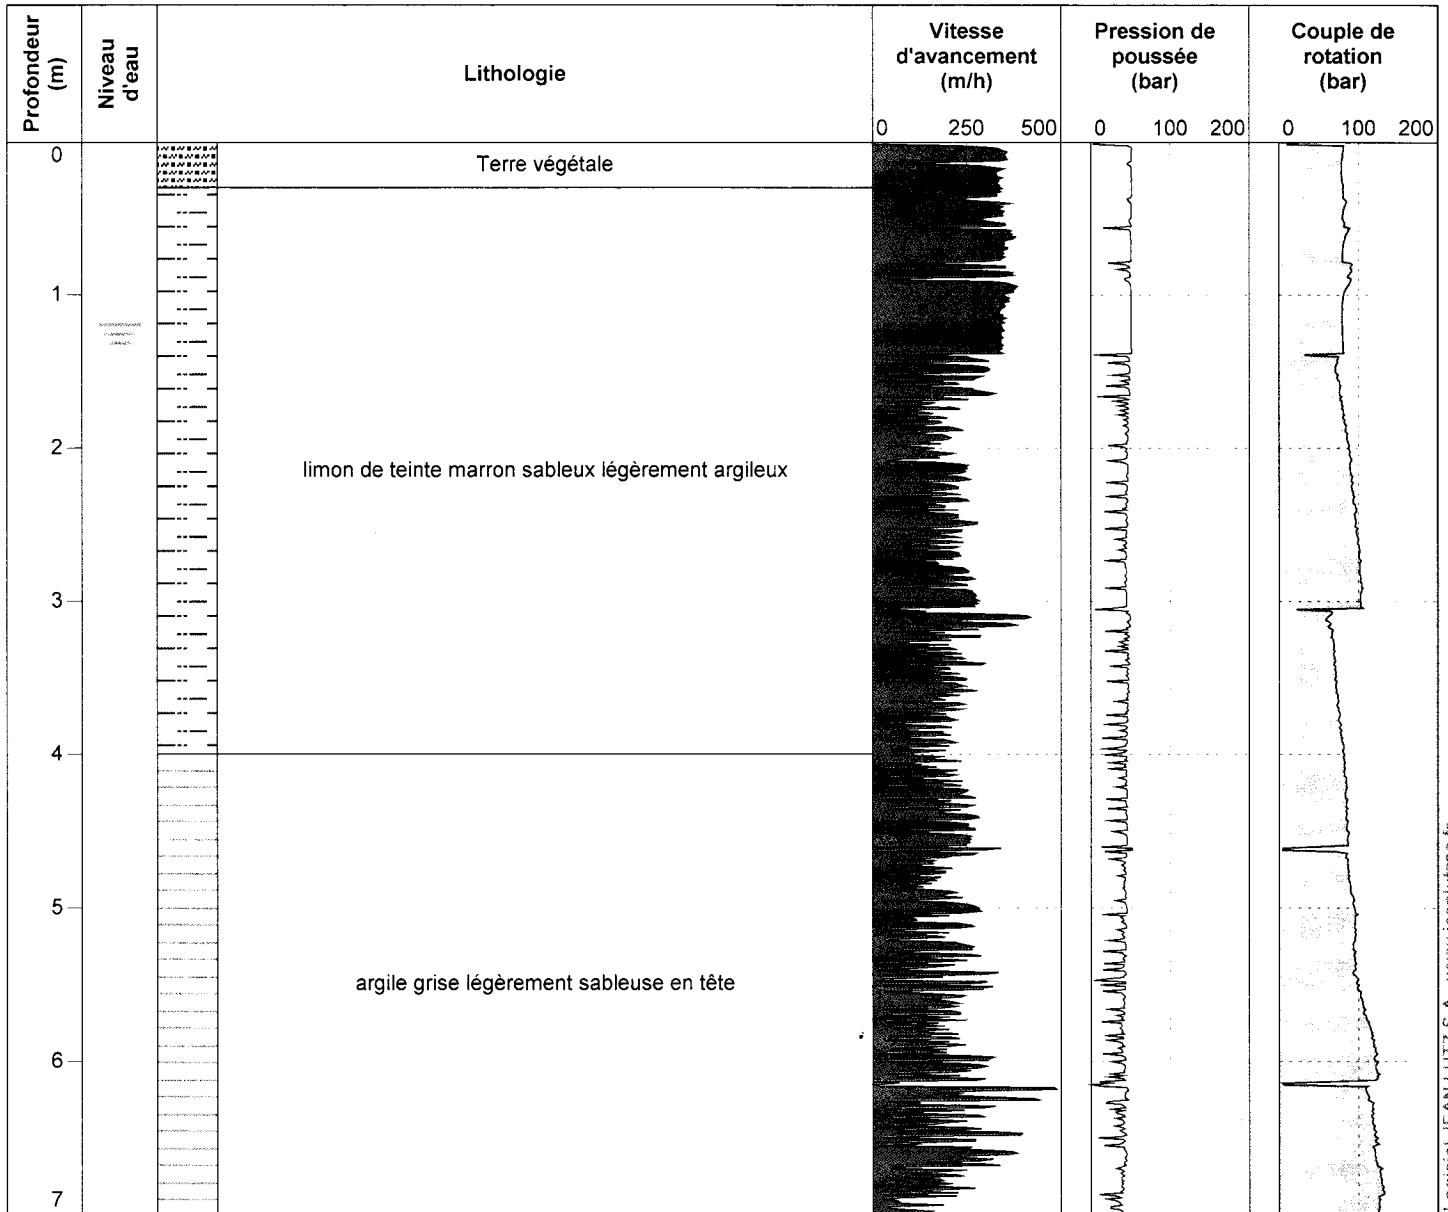 Profondeur
(m)
Niveau
d'eau
Lithologie
Vitesse
d'avancement
(m/h)
0 250 500
Pression de
poussée
(bar)
0 100 200
Couple de
rotation
(bar)
0 100 200
0
Terre végétale
1
2
limon de teinte marron sableux légèrement argileux
3
4
5
argile grise légèrement sableuse en tête
6
7
JEAN LUTZ S.A.